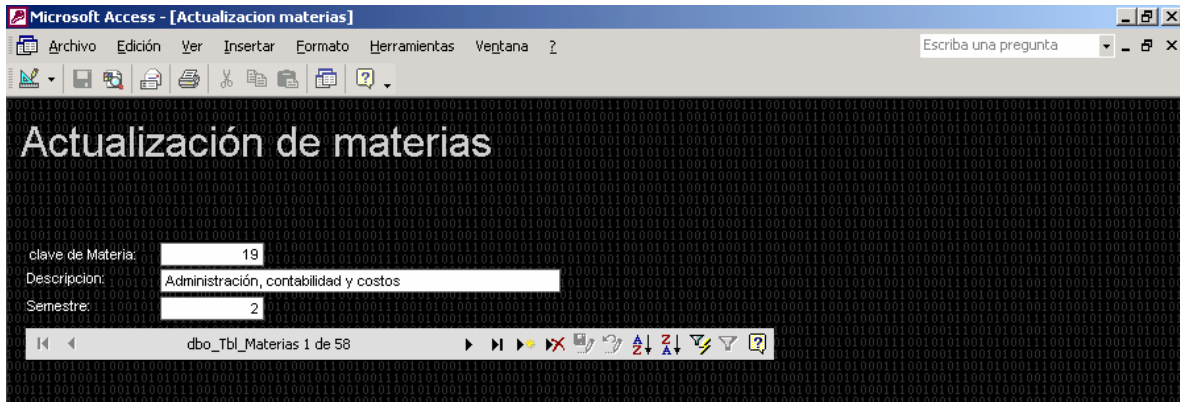 Microsoft Access - [Actualizacion materias]
Archivo Edición Ver Insertar Formato Herramientas Ventana ? Escriba una pregunta
Actualización de materias
clave de Materia: 19
Descripcion: Administración, contabilidad y costos
Semestre: 2
dbo_Tbl_Materias 1 de 58